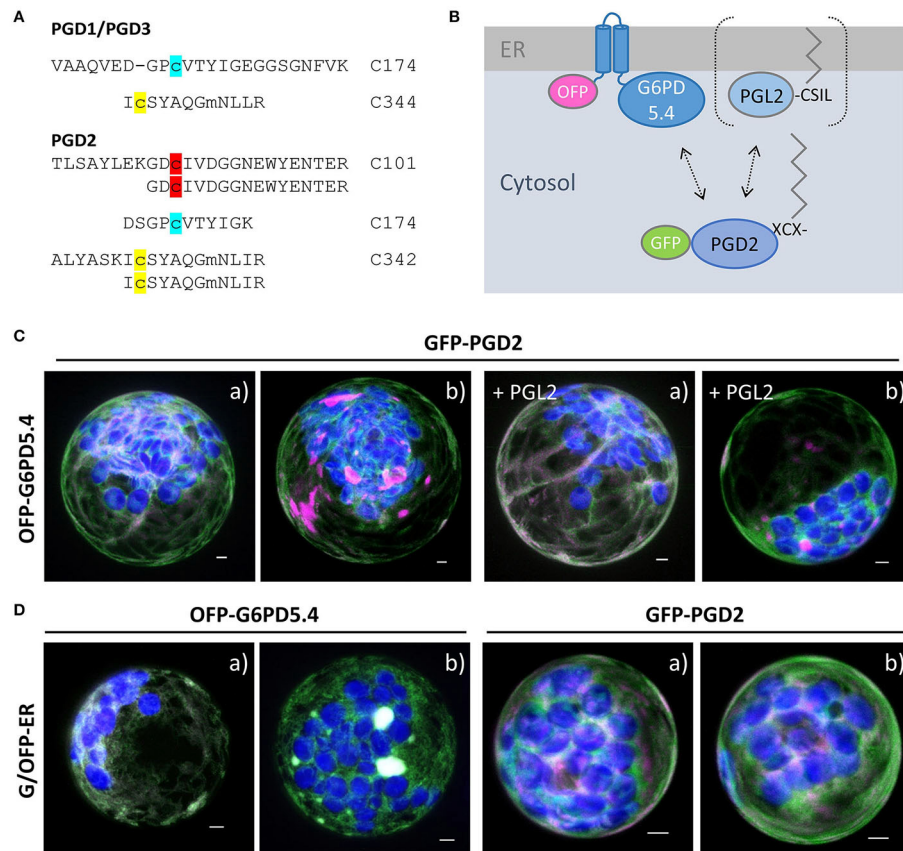 A
PGD1/PGD3
VAAQVED-GPcVTYIGEGGSGNFVK C174
IcSYAQGmNLLR C344
PGD2
TLSAYLEKGDcIVDGGNEWYENTER C101
GDcIVDGGNEWYENTER
DSGPcVTYIGK C174
ALYASKIcSYAQGmNLIR C342
IcSYAQGmNLIR
B
ER
OFP
G6PD
5.4
PGL2
-CSIL
Cytosol
XCX-
GFP
PGD2
C
GFP-PGD2
OFP-G6PD5.4
a)
b)
+ PGL2
a)
+ PGL2
b)
D
OFP-G6PD5.4
GFP-PGD2
G/OFP-ER
a)
b)
a)
b)